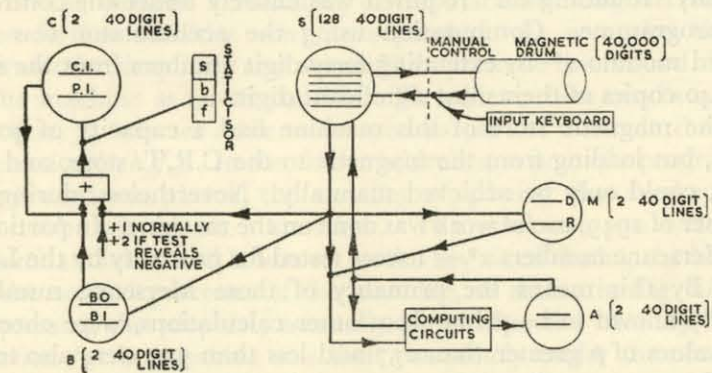 C { 2 40 DIGIT LINES }
S { 128 40 DIGIT LINES }
MANUAL CONTROL
MAGNETIC DRUM
{ 40,000 DIGITS }
C.I.
P.I.
s
b
f
STATICISOR
INPUT KEYBOARD
+
+1 NORMALLY
+2 IF TEST
REVEALS
NEGATIVE
D
R
M { 2 40 DIGIT LINES }
BO
BI
B { 2 40 DIGIT LINES }
COMPUTING
CIRCUITS
A { 2 40 DIGIT LINES }